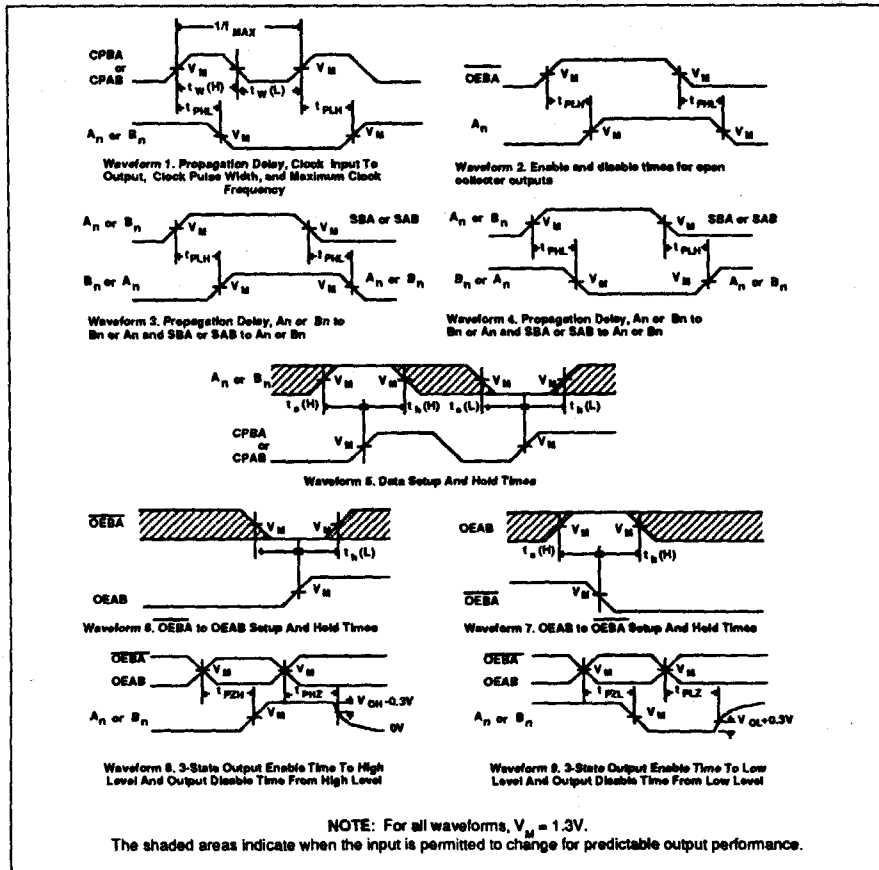 1/f MAX
CPBA
or
CPAB
VM
VM
tW(H)
tW(L)
tPHL
tPLH
An or Bn
VM
VM
Waveform 1. Propagation Delay, Clock Input To
Output, Clock Pulse Width, and Maximum Clock
Frequency
OEBA
VM
VM
tPLH
tPHL
An
VM
VM
Waveform 2. Enable and disable times for open
collector outputs
An or Bn
SBA or SAB
VM
VM
tPLH
tPHL
Bn or An
VM
VM
An or Bn
Waveform 3. Propagation Delay, An or Bn to
Bn or An and SBA or SAB to An or Bn
An or Bn
SBA or SAB
VM
VM
tPHL
tPLH
Bn or An
VM
VM
An or Bn
Waveform 4. Propagation Delay, An or Bn to
Bn or An and SBA or SAB to An or Bn
An or Bn
VM
VM
VM
VM
ts(H)
th(H)
ts(L)
th(L)
CPBA
or
CPAB
VM
VM
Waveform 5. Data Setup And Hold Times
OEBA
VM
VM
th(L)
OEAB
VM
Waveform 6. OEBA to OEAB Setup And Hold Times
OEAB
VM
VM
ts(H)
th(H)
OEBA
VM
Waveform 7. OEAB to OEBA Setup And Hold Times
OEBA
OEAB
VM
VM
tPZH
tPHZ
VOH-0.3V
An or Bn
VM
0V
Waveform 8. 3-State Output Enable Time To High
Level And Output Disable Time From High Level
OEBA
OEAB
VM
VM
tPZL
tPLZ
An or Bn
VM
VOL+0.3V
Waveform 9. 3-State Output Enable Time To Low
Level And Output Disable Time From Low Level
NOTE: For all waveforms, VM = 1.3V.
The shaded areas indicate when the input is permitted to change for predictable output performance.